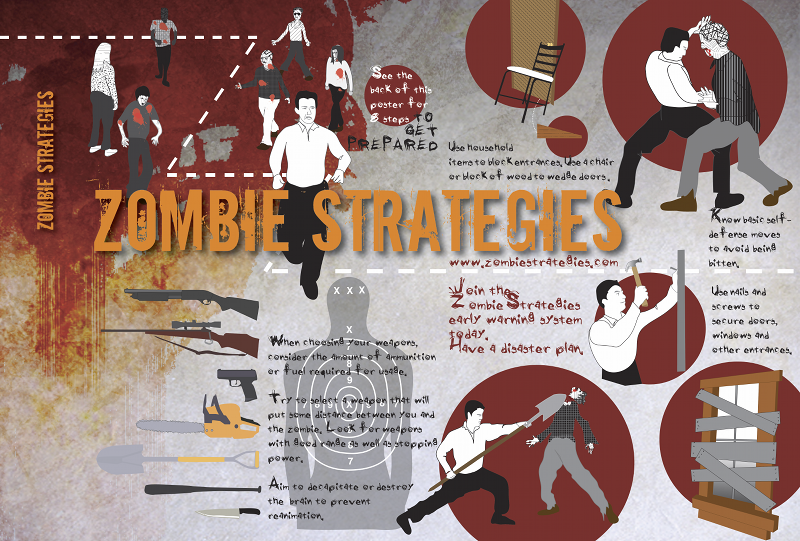 ZOMBIE STRATEGIES
See the
back of this
poster for
8 steps TO
GET
PREPARED
Use household
items to block entrances. Use a chair
or block of wood to wedge doors.
ZOMBIE STRATEGIES
www.zombiestrategies.com
Know basic self-
defense moves
to avoid being
bitten.
Join the
Zombie Strategies
early warning system
today.
Have a disaster plan.
Use nails and
screws to
secure doors,
windows and
other entrances.
X X X
X
When choosing your weapons,
consider the amount of ammunition
or fuel required for usage.
9
Try to select a weapon that will
put some distance between you and
the zombie. Look for weapons
with good range as well as stopping
power.
7
Aim to decapitate or destroy
the brain to prevent
reanimation.